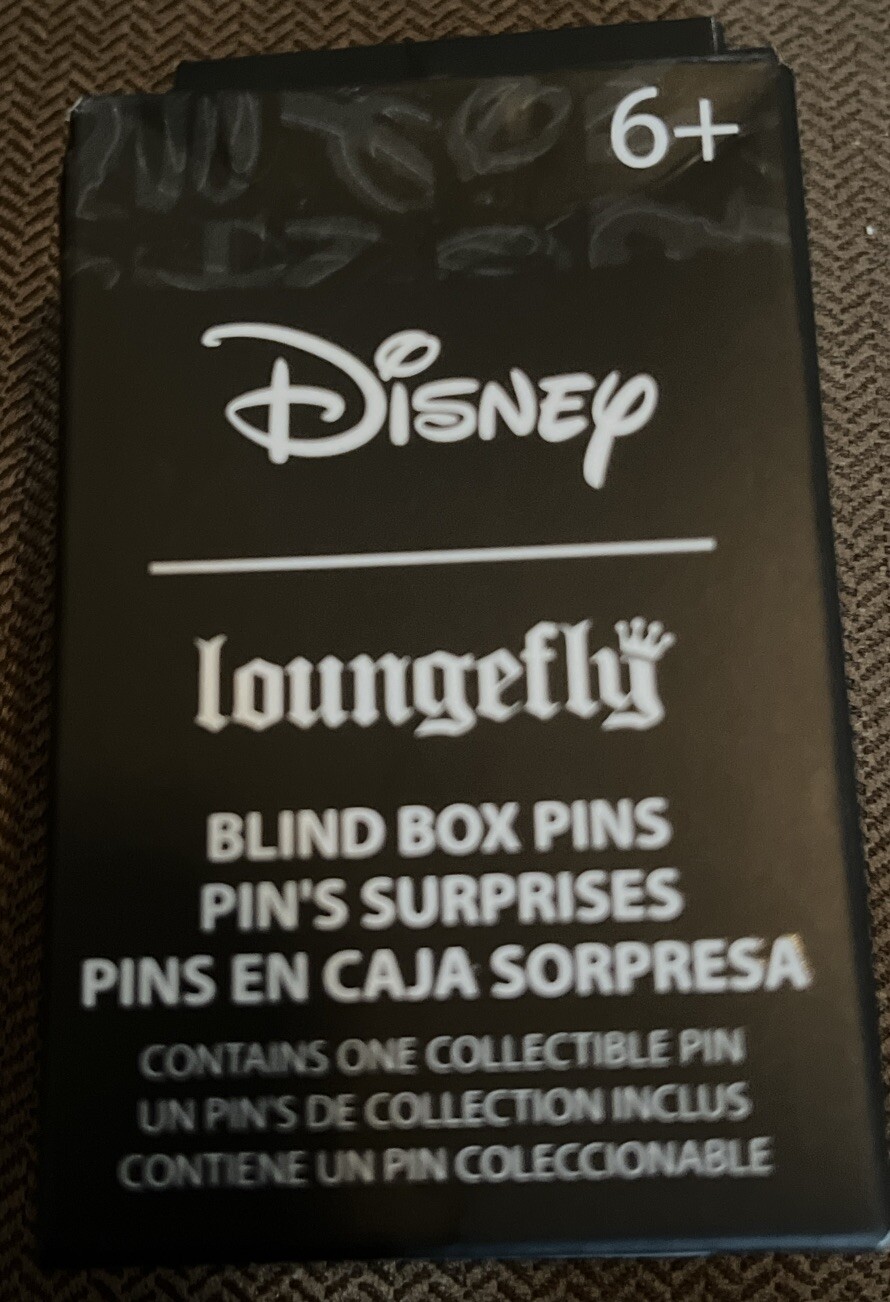 6+
Disney
loungefly
BLIND BOX PINS
PIN'S SURPRISES
PINS EN CAJA SORPRESA
CONTAINS ONE COLLECTIBLE PIN
UN PIN'S DE COLLECTION INCLUS
CONTIENE UN PIN COLECCIONABLE